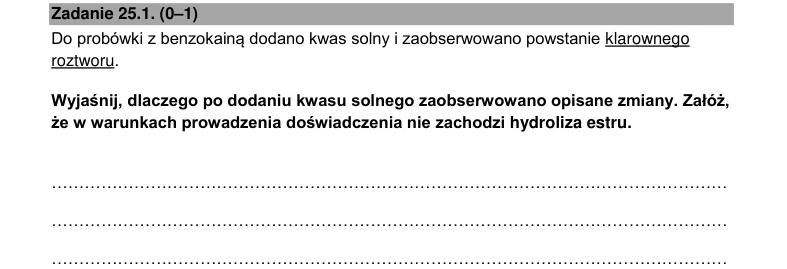 Zadanie 25.1. (0–1)
Do probówki z benzokainą dodano kwas solny i zaobserwowano powstanie klarownego
roztworu.
Wyjaśnij, dlaczego po dodaniu kwasu solnego zaobserwowano opisane zmiany. Załóż,
że w warunkach prowadzenia doświadczenia nie zachodzi hydroliza estru.